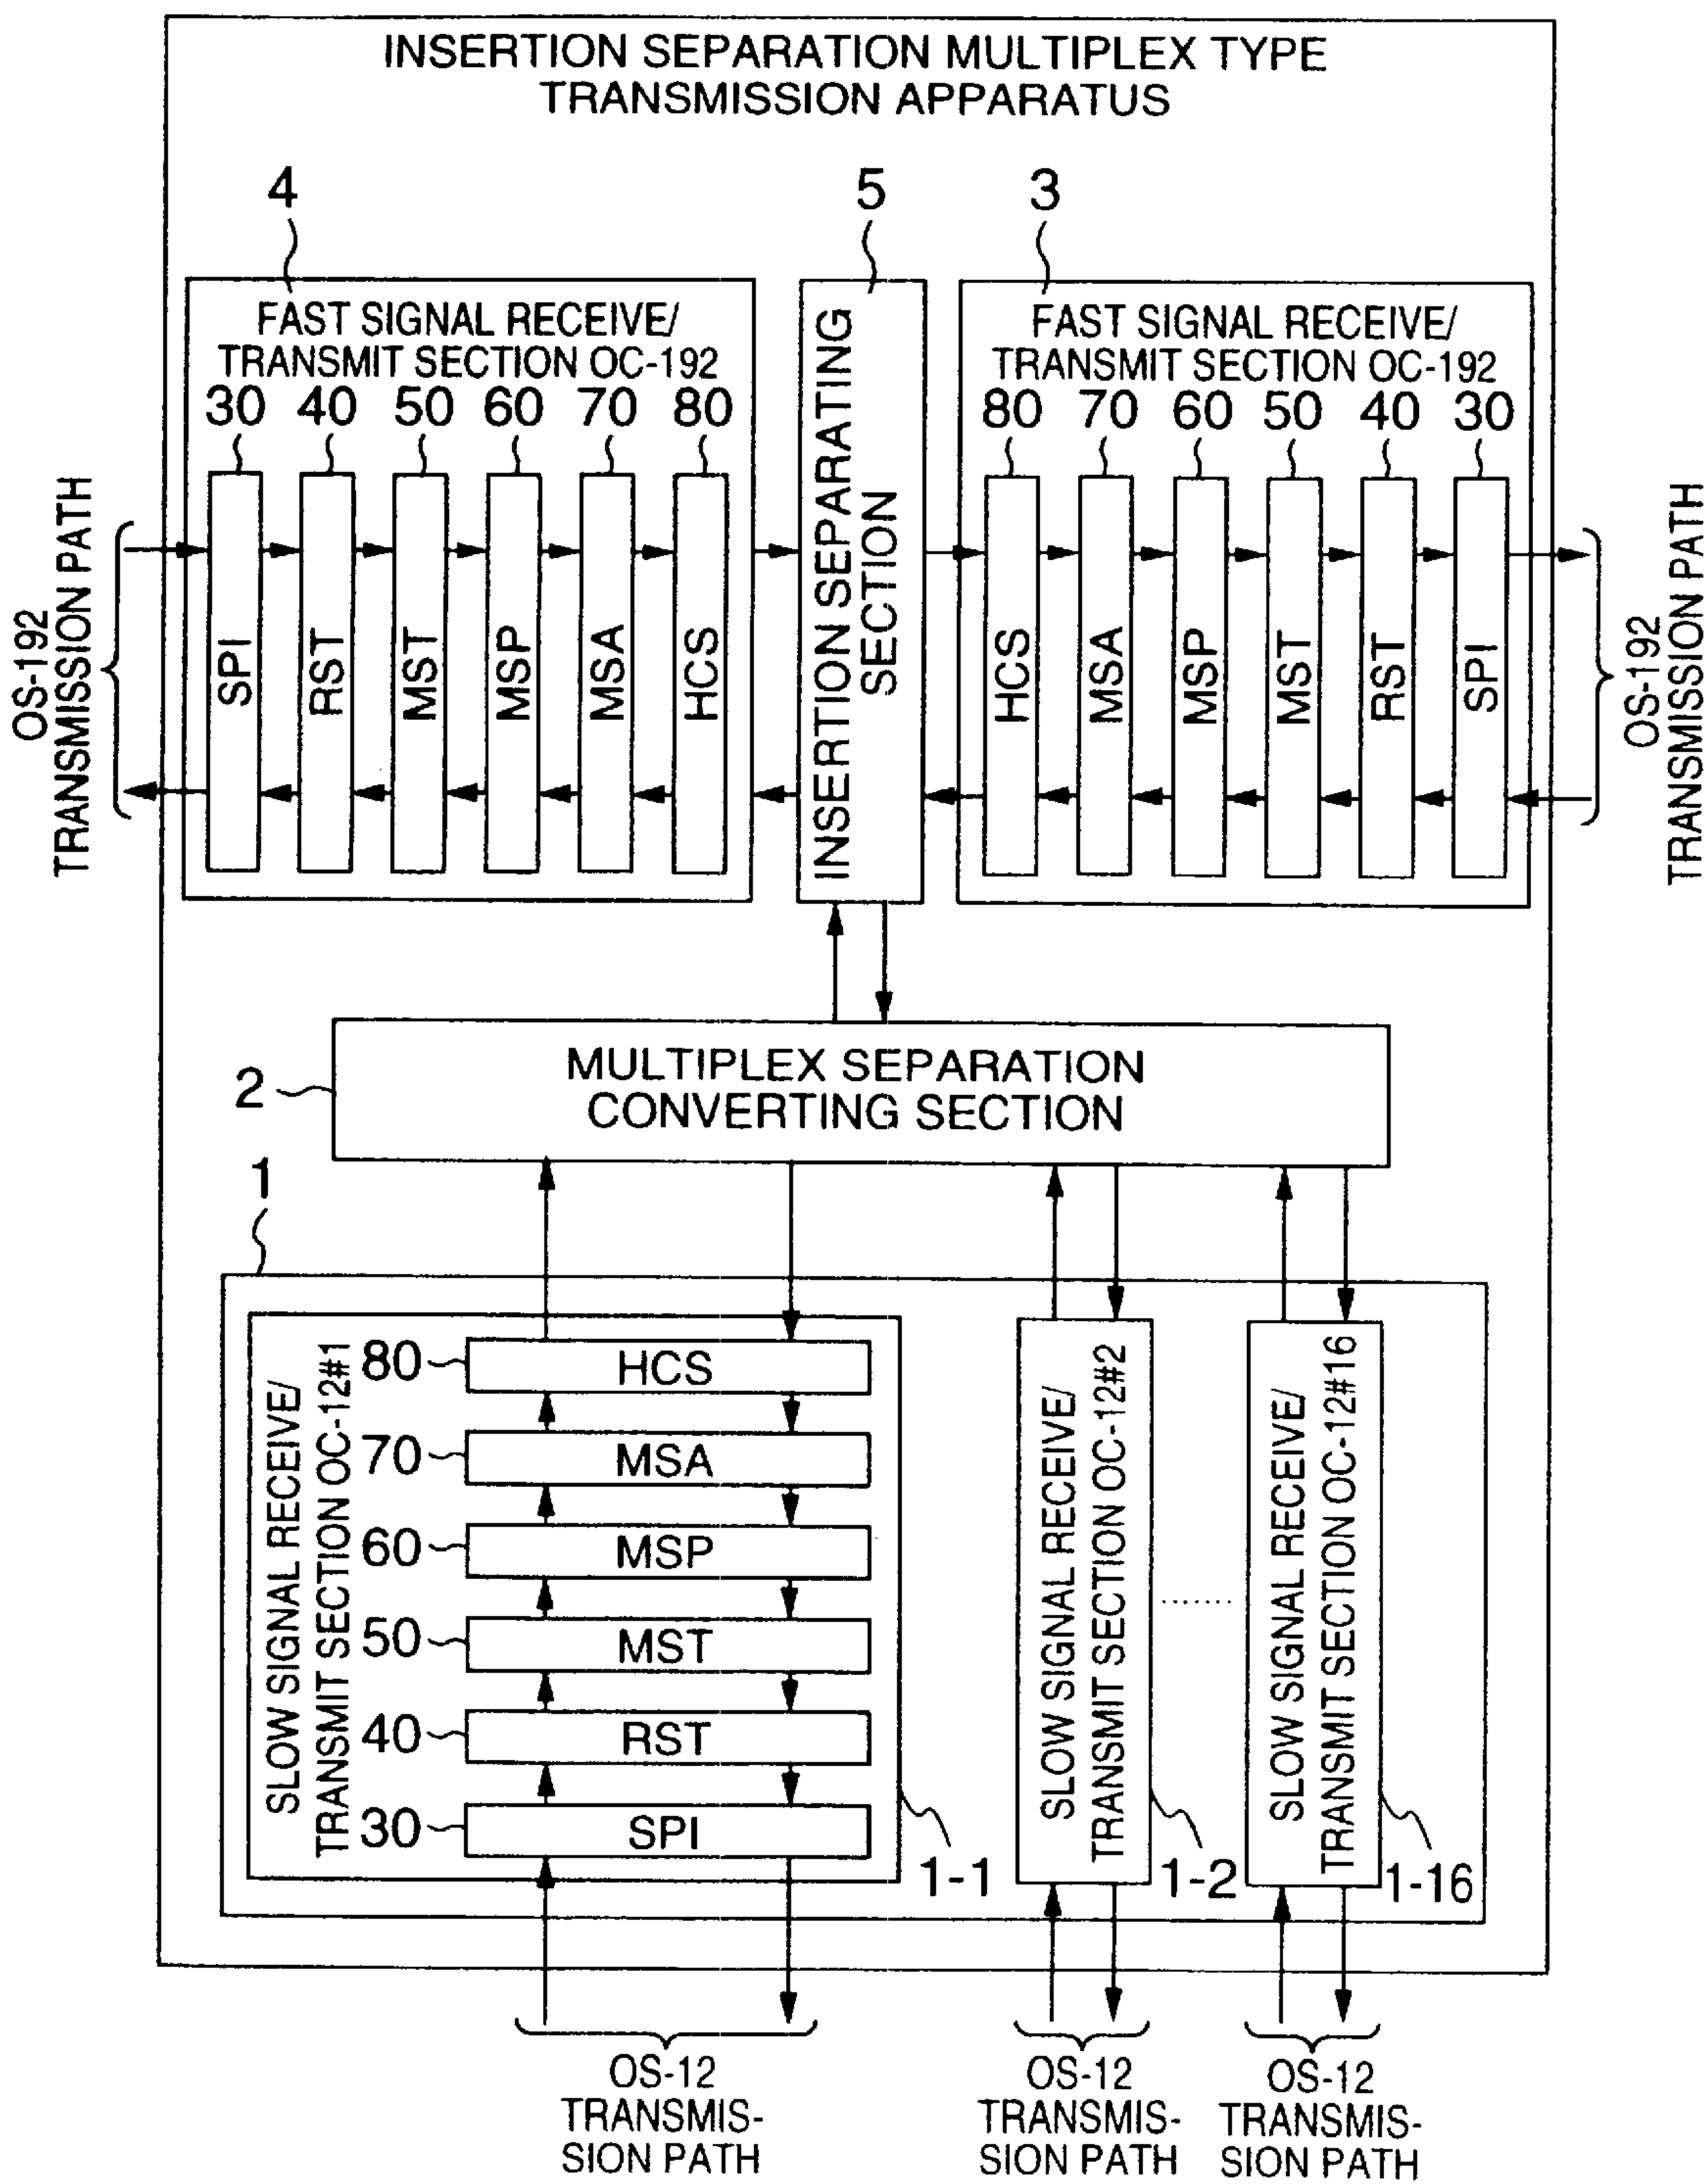 INSERTION SEPARATION MULTIPLEX TYPE
TRANSMISSION APPARATUS
4
5
3
FAST SIGNAL RECEIVE/
TRANSMIT SECTION OC-192
30 40 50 60 70 80
SPI
RST
MST
MSP
MSA
HCS
OS-192
TRANSMISSION PATH
INSERTION SEPARATING
SECTION
FAST SIGNAL RECEIVE/
TRANSMIT SECTION OC-192
80 70 60 50 40 30
HCS
MSA
MSP
MST
RST
SPI
OS-192
TRANSMISSION PATH
2
MULTIPLEX SEPARATION
CONVERTING SECTION
1
SLOW SIGNAL RECEIVE/
TRANSMIT SECTION OC-12#1
80 HCS
70 MSA
60 MSP
50 MST
40 RST
30 SPI
1-1
SLOW SIGNAL RECEIVE/
TRANSMIT SECTION OC-12#2
1-2
........
SLOW SIGNAL RECEIVE/
TRANSMIT SECTION OC-12#16
1-16
OS-12
TRANSMIS-
SION PATH
OS-12
TRANSMIS-
SION PATH
OS-12
TRANSMIS-
SION PATH